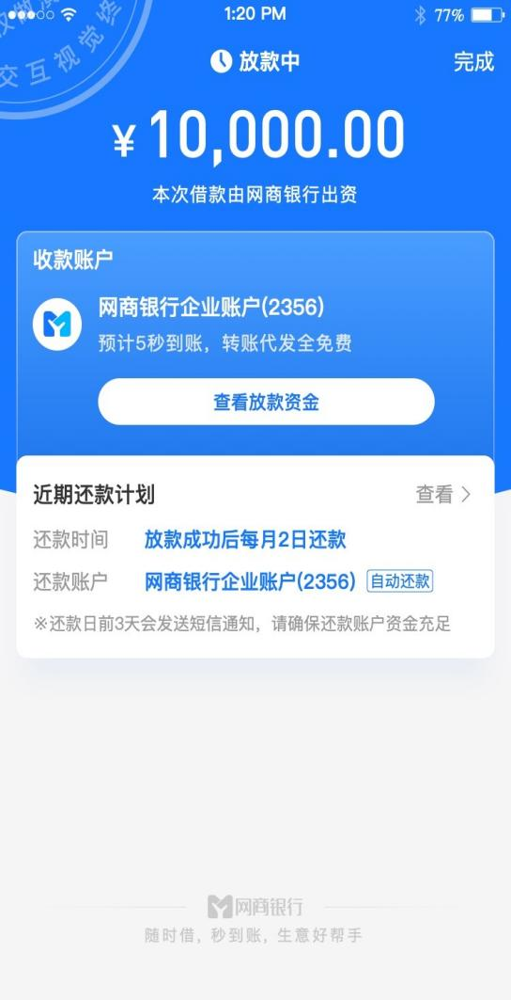 1:20 PM
77%
交互视觉
放款中
完成
¥ 10,000.00
本次借款由网商银行出资
收款账户
网商银行企业账户(2356)
预计5秒到账，转账代发全免费
查看放款资金
近期还款计划
查看
还款时间
放款成功后每月2日还款
还款账户
网商银行企业账户(2356)
自动还款
※还款日前3天会发送短信通知，请确保还款账户资金充足
网商银行
随时借，秒到账，生意好帮手